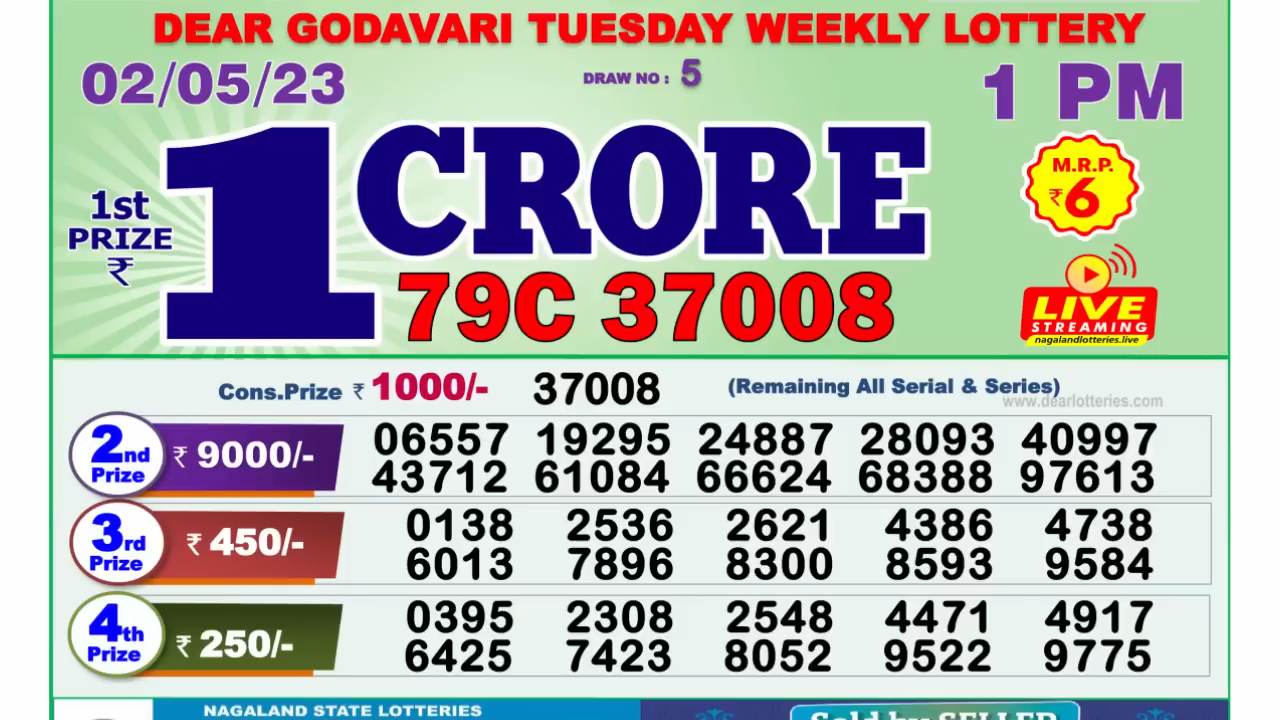 DEAR GODAVARI TUESDAY WEEKLY LOTTERY
02/05/23
DRAW NO : 5
1 PM
1st
PRIZE
₹
1 CRORE
79C 37008
M.R.P.
₹6
LIVE
STREAMING
nagalandlotteries.live
Cons.Prize ₹ 1000/- 37008 (Remaining All Serial & Series)
www.dearlotteries.com
2nd
Prize
₹ 9000/-
06557 19295 24887 28093 40997
43712 61084 66624 68388 97613
3rd
Prize
₹ 450/-
0138 2536 2621 4386 4738
6013 7896 8300 8593 9584
4th
Prize
₹ 250/-
0395 2308 2548 4471 4917
6425 7423 8052 9522 9775
NAGALAND STATE LOTTERIES
Sold by SELLER